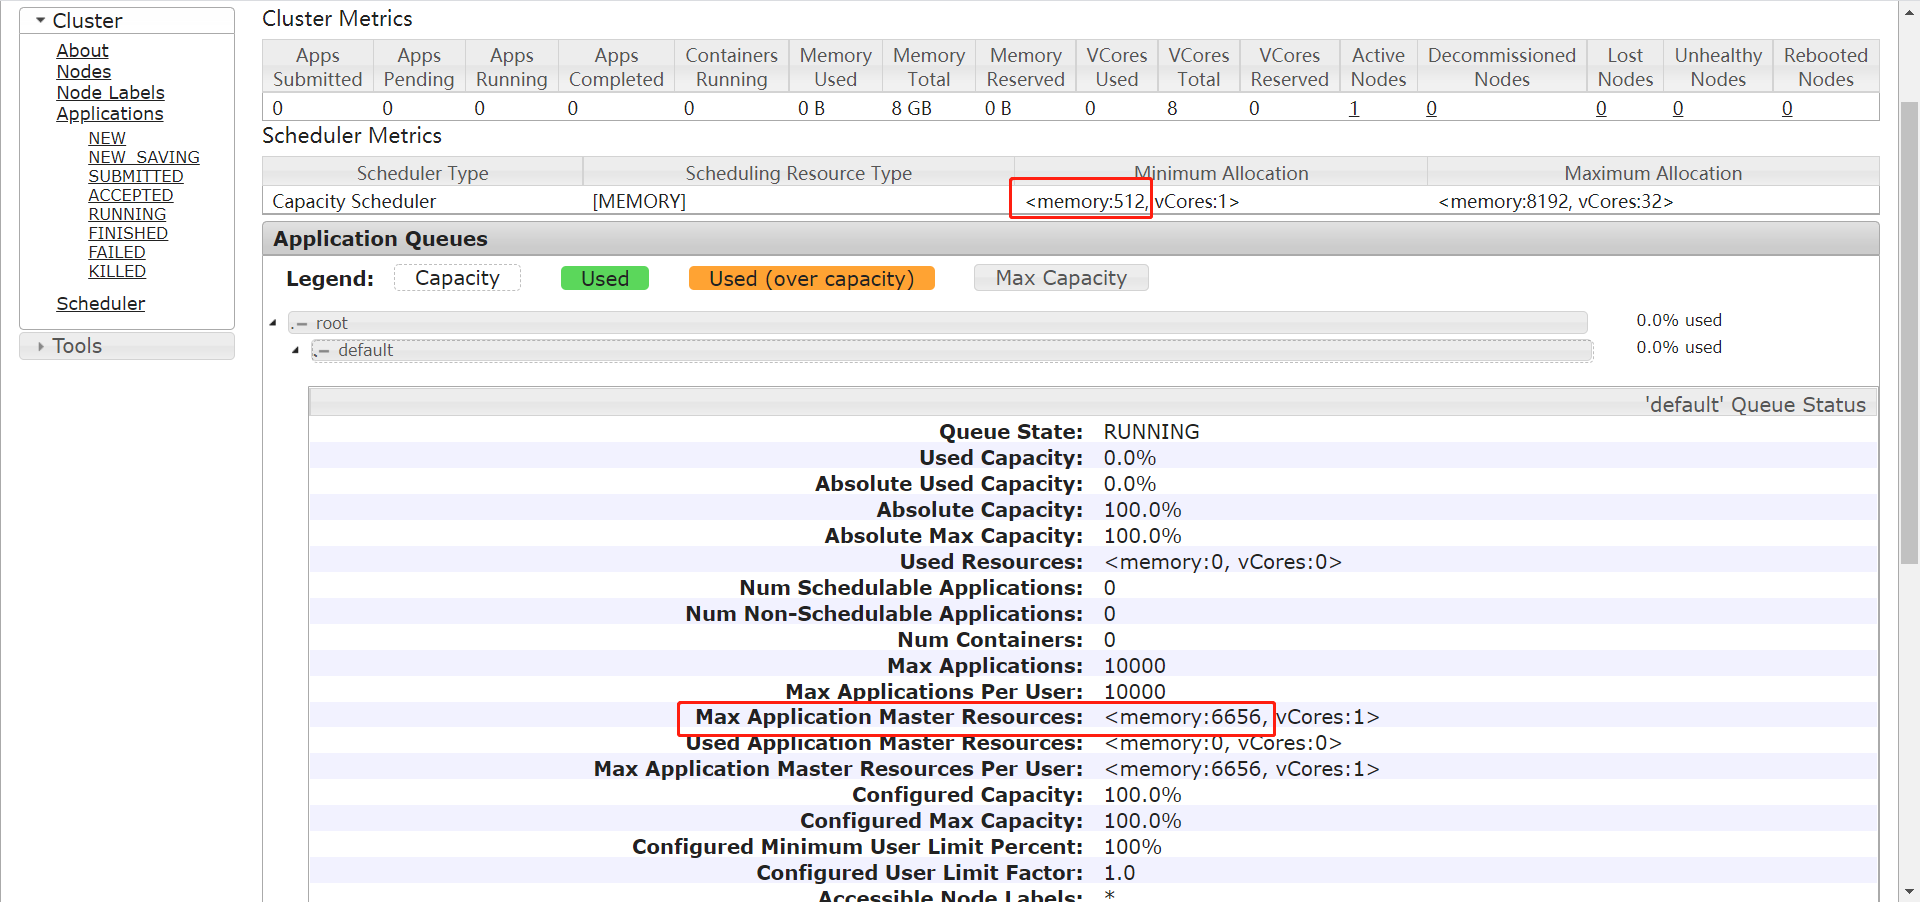 Cluster
About
Nodes
Node Labels
Applications
NEW
NEW_SAVING
SUBMITTED
ACCEPTED
RUNNING
FINISHED
FAILED
KILLED
Scheduler
Tools
Cluster Metrics
Apps Submitted Apps Pending Apps Running Apps Completed Containers Running Memory Used Memory Total Memory Reserved VCores Used VCores Total VCores Reserved Active Nodes Decommissioned Nodes Lost Nodes Unhealthy Nodes Rebooted Nodes
0 0 0 0 0 0 B 8 GB 0 B 0 8 0 1 0 0 0 0
Scheduler Metrics
Scheduler Type Scheduling Resource Type Minimum Allocation Maximum Allocation
Capacity Scheduler [MEMORY] <memory:512, vCores:1> <memory:8192, vCores:32>
Application Queues
Legend: Capacity Used Used (over capacity) Max Capacity
root 0.0% used
default 0.0% used
'default' Queue Status
Queue State: RUNNING
Used Capacity: 0.0%
Absolute Used Capacity: 0.0%
Absolute Capacity: 100.0%
Absolute Max Capacity: 100.0%
Used Resources: <memory:0, vCores:0>
Num Schedulable Applications: 0
Num Non-Schedulable Applications: 0
Num Containers: 0
Max Applications: 10000
Max Applications Per User: 10000
Max Application Master Resources: <memory:6656, vCores:1>
Used Application Master Resources: <memory:0, vCores:0>
Max Application Master Resources Per User: <memory:6656, vCores:1>
Configured Capacity: 100.0%
Configured Max Capacity: 100.0%
Configured Minimum User Limit Percent: 100%
Configured User Limit Factor: 1.0
Accessible Node Labels: *